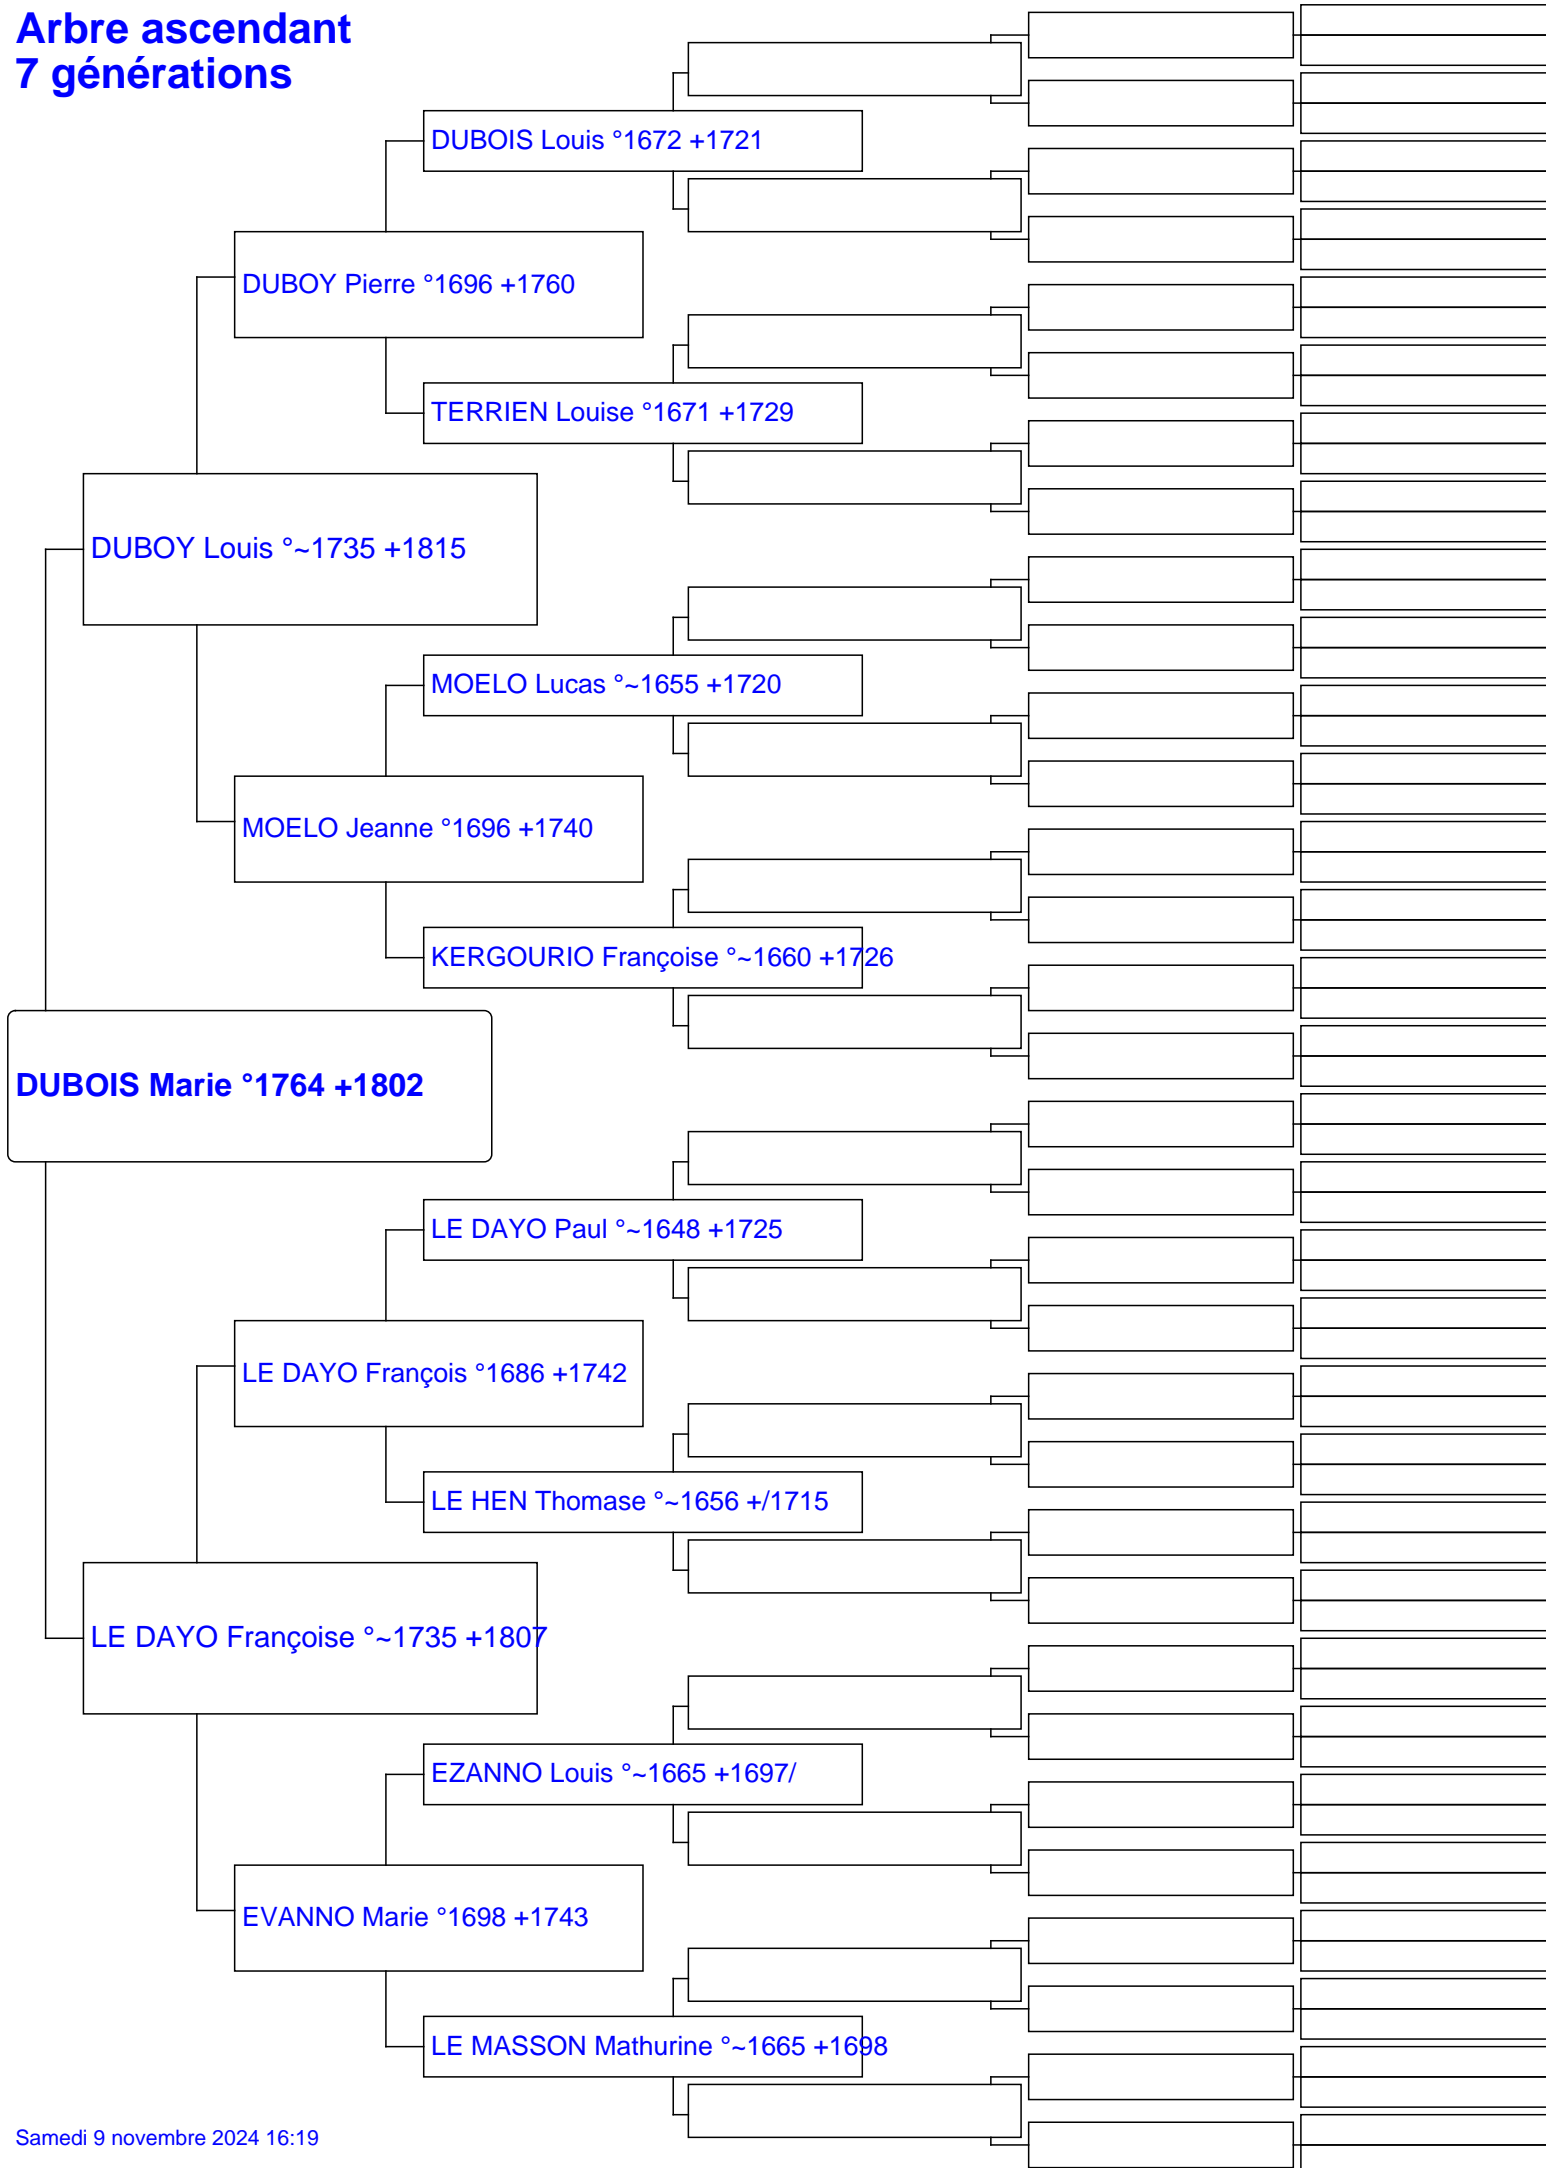 Arbre ascendant
7 générations
DUBOIS Louis °1672 +1721
DUBOY Pierre °1696 +1760
TERRIEN Louise °1671 +1729
DUBOY Louis °~1735 +1815
MOELO Lucas °~1655 +1720
MOELO Jeanne °1696 +1740
KERGOURIO Françoise °~1660 +1726
DUBOIS Marie °1764 +1802
LE DAYO Paul °~1648 +1725
LE DAYO François °1686 +1742
LE HEN Thomase °~1656 +/1715
LE DAYO Françoise °~1735 +1807
EZANNO Louis °~1665 +1697/
EVANNO Marie °1698 +1743
LE MASSON Mathurine °~1665 +1698
Samedi 9 novembre 2024 16:19